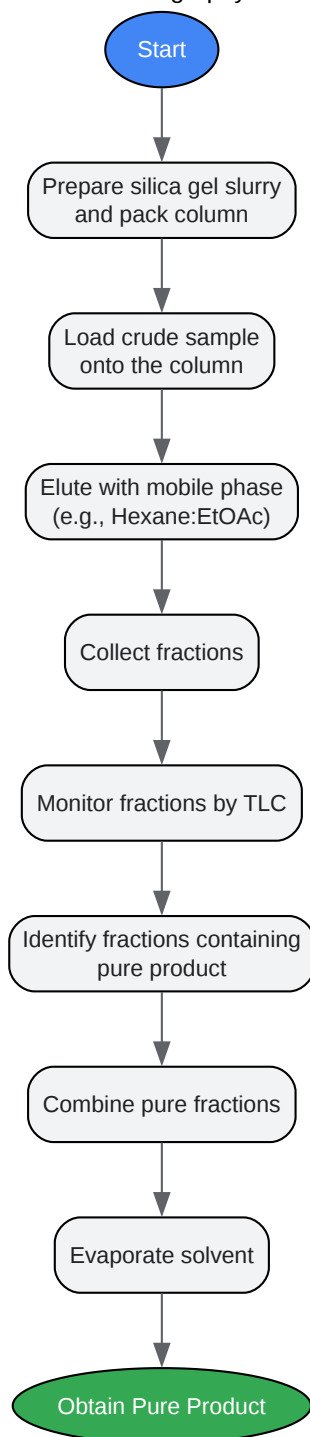 Start
Prepare silica gel slurry
and pack column
Load crude sample
onto the column
Elute with mobile phase
(e.g., Hexane:EtOAc)
Collect fractions
Monitor fractions by TLC
Identify fractions containing
pure product
Combine pure fractions
Evaporate solvent
Obtain Pure Product